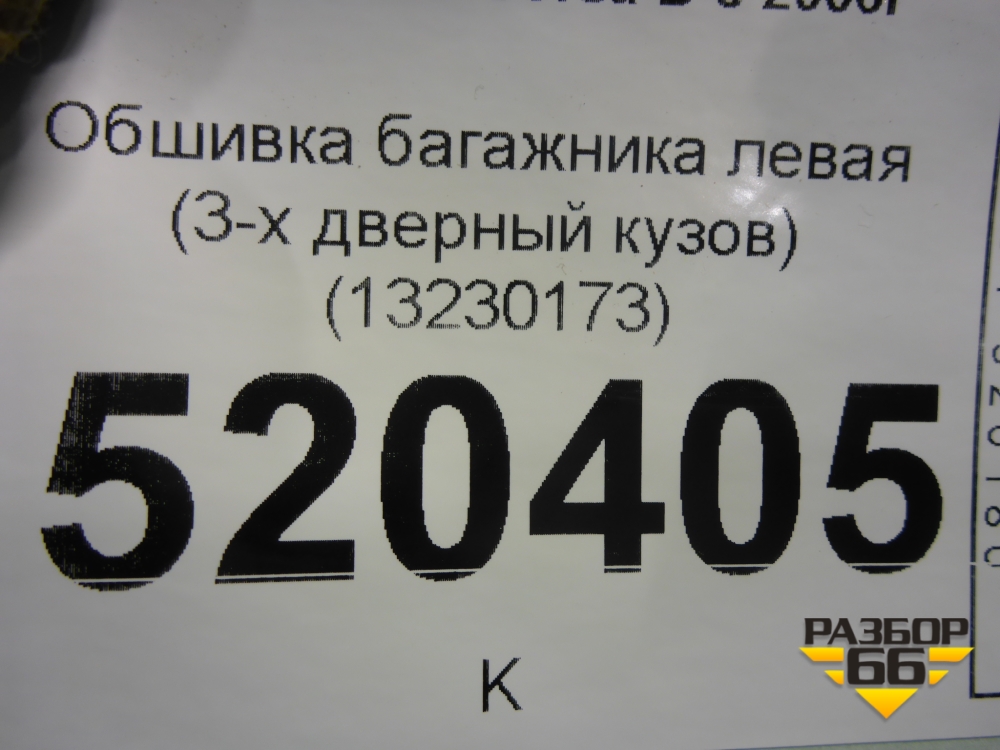 Обшивка багажника левая
(3-х дверный кузов)
(13230173)
520405
К
РАЗБОР
66